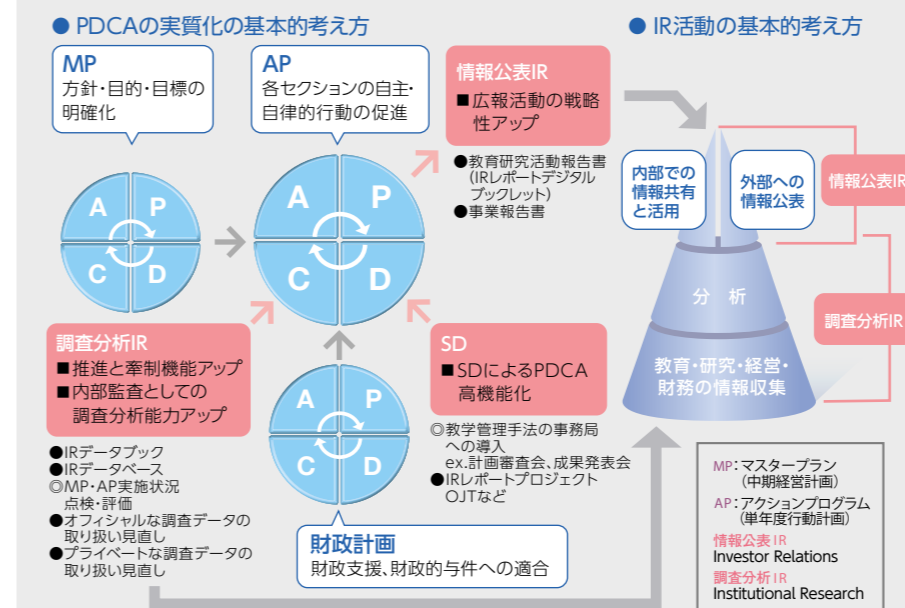 ● PDCAの実質化の基本的考え方
MP
方針・目的・目標の
明確化
AP
各セクションの自主・
自律的行動の促進
情報公表IR
■広報活動の戦略
性アップ
●教育研究活動報告書
(IRレポートデジタル
ブックレット)
●事業報告書
A P
C D
A P
C D
調査分析IR
■推進と牽制機能アップ
■内部監査としての
調査分析能力アップ
●IRデータブック
●IRデータベース
◎MP・AP実施状況
点検・評価
●オフィシャルな調査データの
取り扱い見直し
●プライベートな調査データの
取り扱い見直し
A P
C D
SD
■SDによるPDCA
高機能化
◎教学管理手法の事務局
への導入
ex.計画審査会、成果発表会
●IRレポートプロジェクト
OJTなど
財政計画
財政支援、財政的与件への適合
● IR活動の基本的考え方
内部での
情報共有
と活用
外部への
情報公表
情報公表IR
分 析
調査分析IR
教育・研究・経営・
財務の情報収集
MP：マスタープラン
(中期経営計画)
AP：アクションプログラム
(単年度行動計画)
情報公表IR
Investor Relations
調査分析IR
Institutional Research